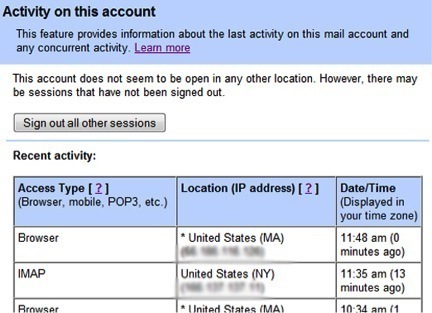 Activity on this account
This feature provides information about the last activity on this mail account and
any concurrent activity. Learn more
This account does not seem to be open in any other location. However, there may
be sessions that have not been signed out.
Sign out all other sessions
Recent activity:
Access Type [ ? ]
(Browser, mobile, POP3, etc.)
Location (IP address) [ ? ]
Date/Time
(Displayed in
your time zone)
Browser
* United States (MA)
11:48 am (0
minutes ago)
IMAP
United States (NY)
11:35 am (13
minutes ago)
Browser
* United States (MA)
10:34 am (1